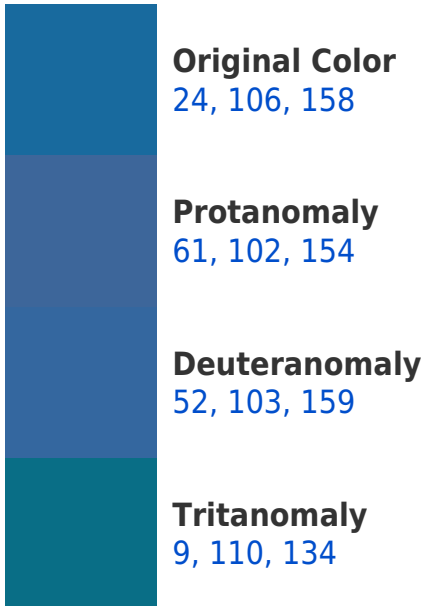 Original Color
24, 106, 158
Protanomaly
61, 102, 154
Deuteranomaly
52, 103, 159
Tritanomaly
9, 110, 134